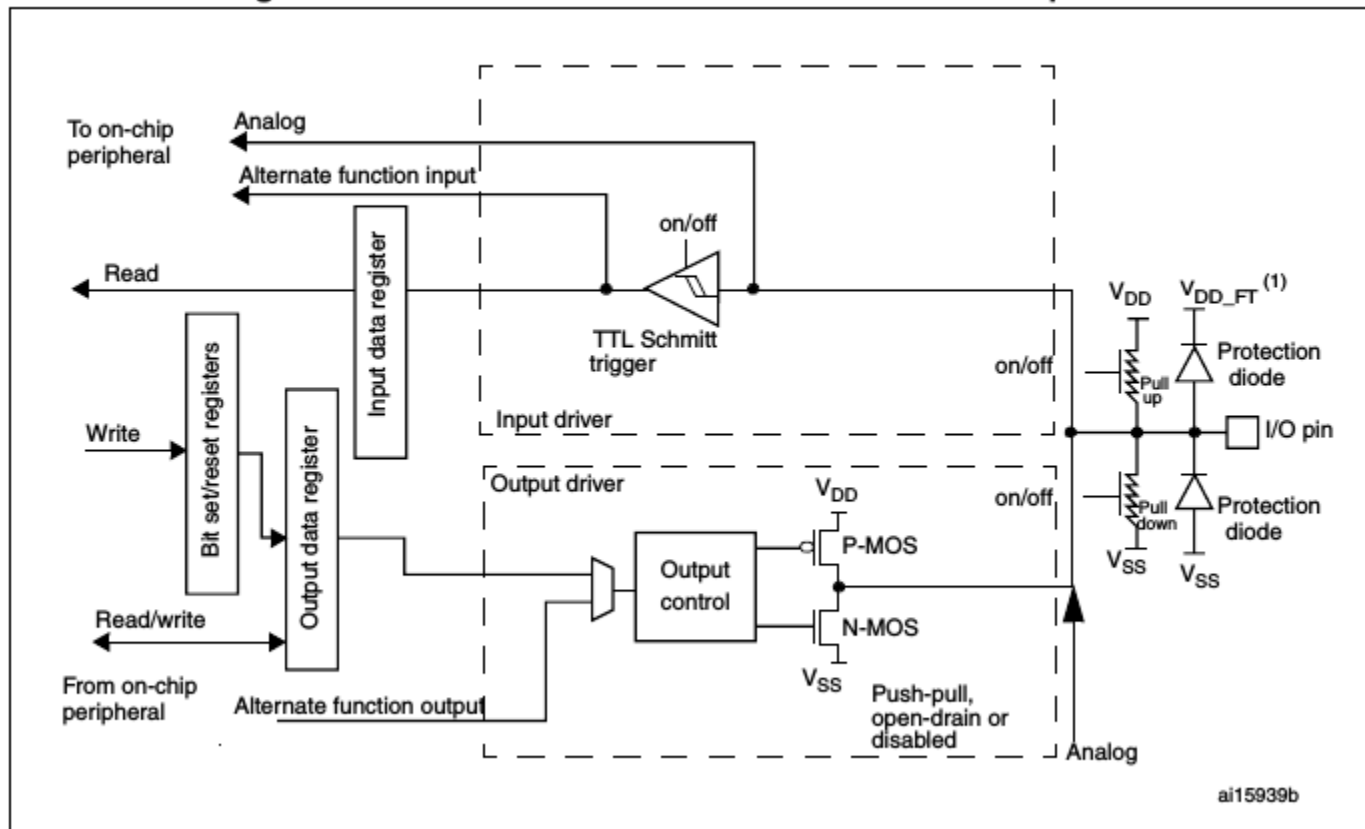 To on-chip
peripheral
Analog
Alternate function input
Read
Input data register
on/off
TTL Schmitt
trigger
Input driver
VDD
VDD_FT (1)
on/off
Pull
up
Protection
diode
I/O pin
Write
Bit set/reset registers
Output data register
Read/write
From on-chip
peripheral
Alternate function output
Output driver
Output
control
VDD
P-MOS
N-MOS
VSS
Push-pull,
open-drain or
disabled
on/off
Pull
down
VSS
Protection
diode
VSS
Analog
ai15939b